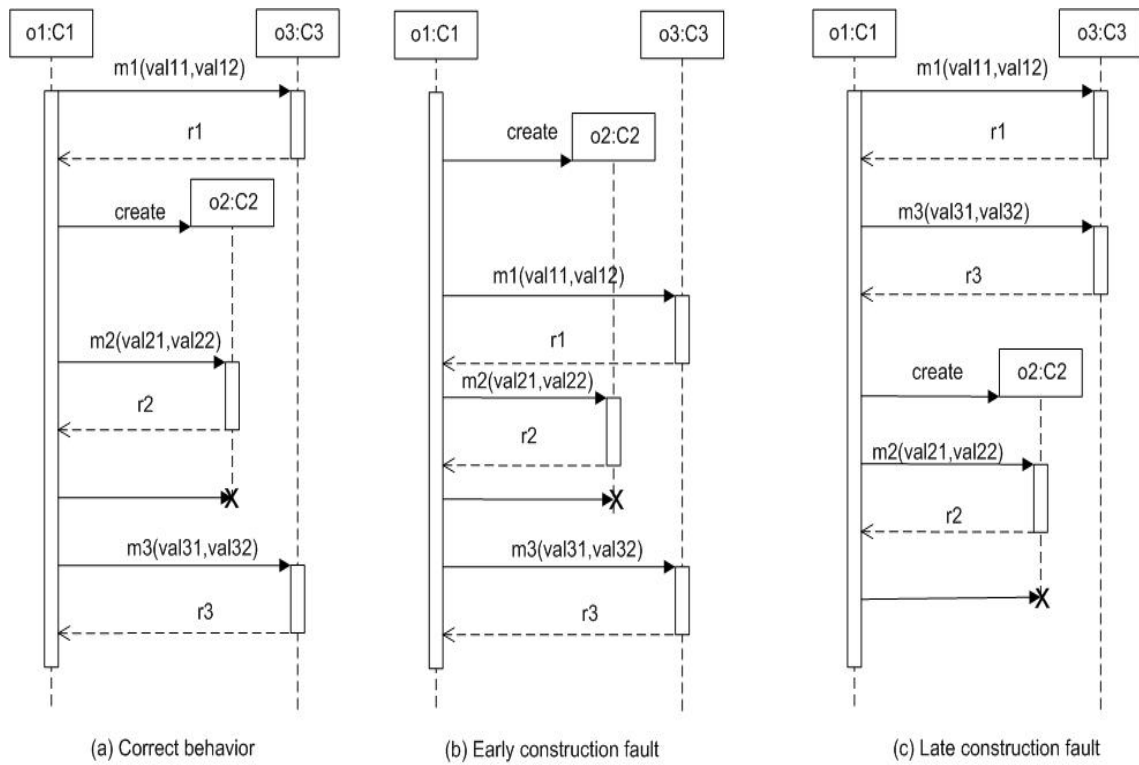 o1:C1
o3:C3
m1(val11,val12)
r1
o2:C2
create
m2(val21,val22)
r2
X
m3(val31,val32)
r3
(a) Correct behavior
o1:C1
o3:C3
create
o2:C2
m1(val11,val12)
r1
m2(val21,val22)
r2
X
m3(val31,val32)
r3
(b) Early construction fault
o1:C1
o3:C3
m1(val11,val12)
r1
m3(val31,val32)
r3
create
o2:C2
m2(val21,val22)
r2
X
(c) Late construction fault